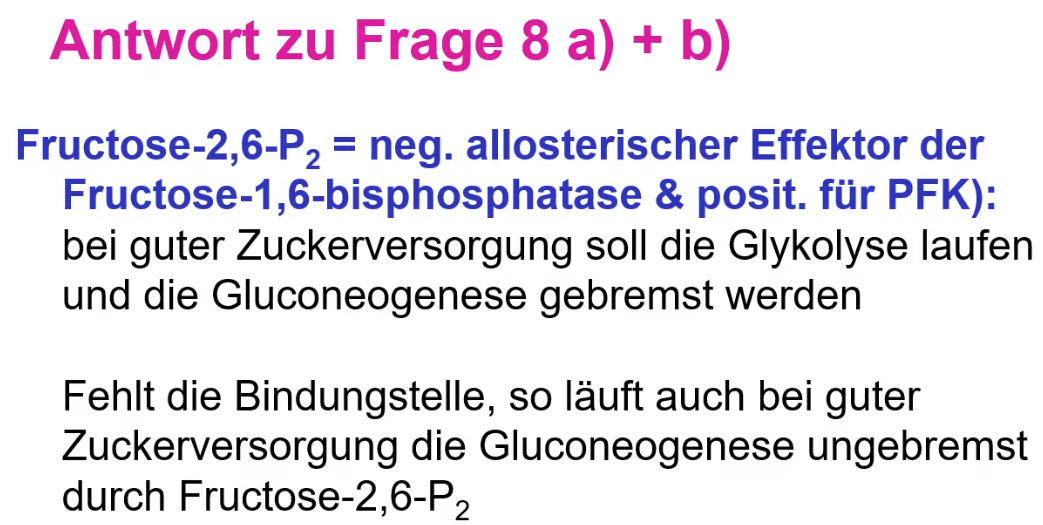 Antwort zu Frage 8 a) + b)
Fructose-2,6-P₂ = neg. allosterischer Effektor der
Fructose-1,6-bisphosphatase & posit. für PFK):
bei guter Zuckerversorgung soll die Glykolyse laufen
und die Gluconeogenese gebremst werden
Fehlt die Bindungstelle, so läuft auch bei guter
Zuckerversorgung die Gluconeogenese ungebremst
durch Fructose-2,6-P₂